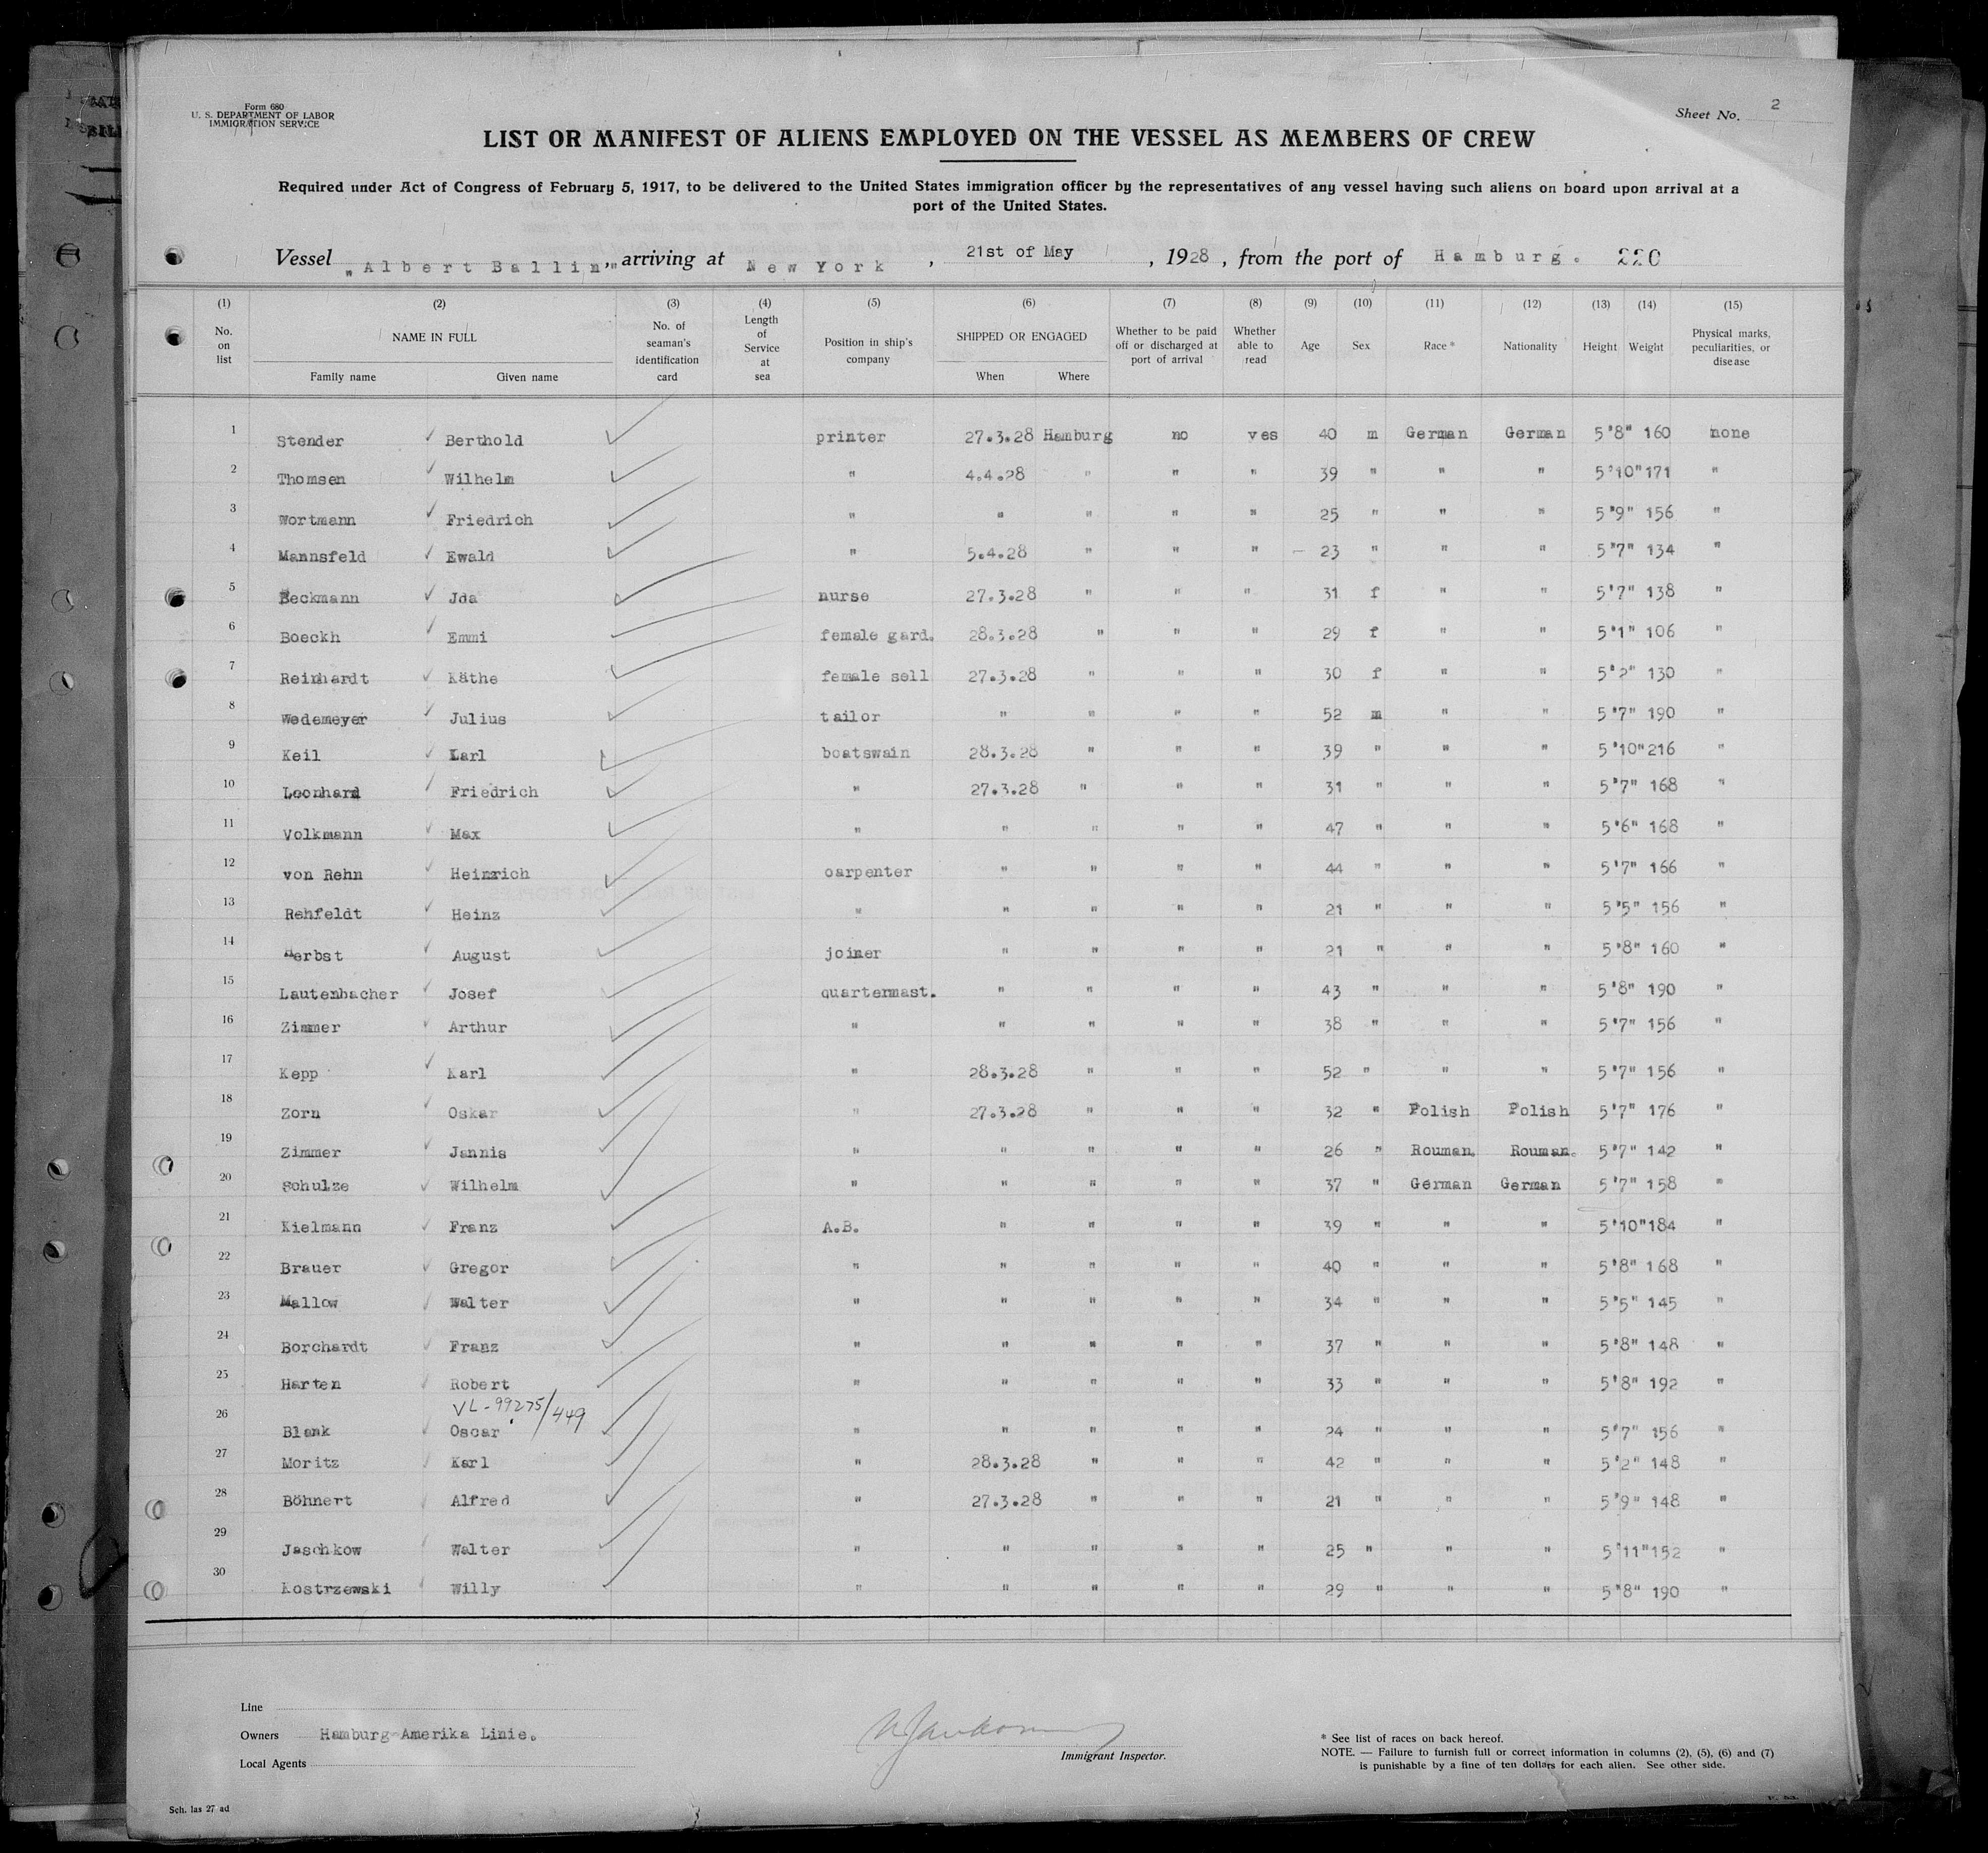 Form 680
U. S. DEPARTMENT OF LABOR
IMMIGRATION SERVICE
Sheet No. 2
LIST OR MANIFEST OF ALIENS EMPLOYED ON THE VESSEL AS MEMBERS OF CREW
Required under Act of Congress of February 5, 1917, to be delivered to the United States immigration officer by the representatives of any vessel having such aliens on board upon arrival at a
port of the United States.
Vessel "Albert Ballin", arriving at New York, 21st of May, 1928, from the port of Hamburg. 220
(1) (2) (3) (4) (5) (6) (7) (8) (9) (10) (11) (12) (13) (14) (15)
No. on list NAME IN FULL Family name Given name No. of seaman's identification card Length of Service at sea Position in ship's company SHIPPED OR ENGAGED When Where Whether to be paid off or discharged at port of arrival Whether able to read Age Sex Race * Nationality Height Weight Physical marks, peculiarities, or disease
1 Stender Berthold printer 27.3.28 Hamburg no yes 40 m German German 5'8" 160 none
2 Thomsen Wilhelm " 4.4.28 " " " 39 " " " 5'10" 171 "
3 Wortmann Friedrich " " " " " 25 " " " 5'9" 156 "
4 Mannsfeld Ewald " 5.4.28 " " " 23 " " " 5'7" 134 "
5 Beckmann Jda nurse 27.3.28 " " " 31 f " " 5'7" 138 "
6 Boeckh Emmi female gard. 28.3.28 " " " 29 f " " 5'1" 106 "
7 Reinhardt Käthe female sell 27.3.28 " " " 30 f " " 5'2" 130 "
8 Wedemeyer Julius tailor " " " " 52 m " " 5'7" 190 "
9 Keil Karl boatswain 28.3.28 " " " 39 " " " 5'10" 216 "
10 Leonhard Friedrich " 27.3.28 " " " 31 " " " 5'7" 168 "
11 Volkmann Max " " " " " 47 " " " 5'6" 168 "
12 von Rehn Heinrich carpenter " " " " 44 " " " 5'7" 166 "
13 Rehfeldt Heinz " " " " " 21 " " " 5'5" 156 "
14 Herbst August joiner " " " " 21 " " " 5'8" 160 "
15 Lautenbacher Josef quartermast. " " " " 43 " " " 5'8" 190 "
16 Zimmer Arthur " " " " " 38 " " " 5'7" 156 "
17 Kepp Karl " 28.3.28 " " " 52 " " " 5'7" 156 "
18 Zorn Oskar " 27.3.28 " " " 32 " Polish Polish 5'7" 176 "
19 Zimmer Jannis " " " " " 26 " Rouman. Rouman. 5'7" 142 "
20 Schulze Wilhelm " " " " " 37 " German German 5'7" 158 "
21 Kielmann Franz A.B. " " " " 39 " " " 5'10" 184 "
22 Brauer Gregor " " " " " 40 " " " 5'8" 168 "
23 Mallow Walter " " " " " 34 " " " 5'5" 145 "
24 Borchardt Franz " " " " " 37 " " " 5'8" 148 "
25 Harten Robert " " " " " 33 " " " 5'8" 192 "
VL-99275/449
26 Blank Oscar " " " " " 24 " " " 5'7" 156 "
27 Moritz Karl " 28.3.28 " " " 42 " " " 5'2" 148 "
28 Böhnert Alfred " 27.3.28 " " " 21 " " " 5'9" 148 "
29 Jaschkow Walter " " " " " 25 " " " 5'11" 152 "
30 Kostrzewski Willy " " " " " 29 " " " 5'8" 190 "
Line
Owners Hamburg-Amerika Linie.
Local Agents
Immigrant Inspector.
* See list of races on back hereof.
NOTE. — Failure to furnish full or correct information in columns (2), (5), (6) and (7)
is punishable by a fine of ten dollars for each alien. See other side.
Sch. las 27 ad